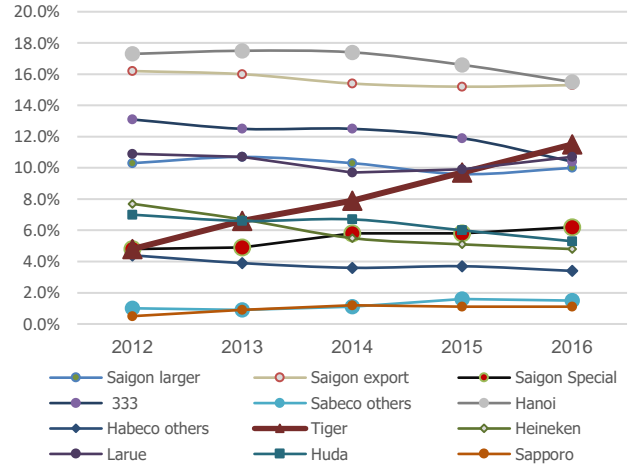 20.0%
18.0%
16.0%
14.0%
12.0%
10.0%
8.0%
6.0%
4.0%
2.0%
0.0%
2012 2013 2014 2015 2016
Saigon larger Saigon export Saigon Special
333 Sabeco others Hanoi
Habeco others Tiger Heineken
Larue Huda Sapporo